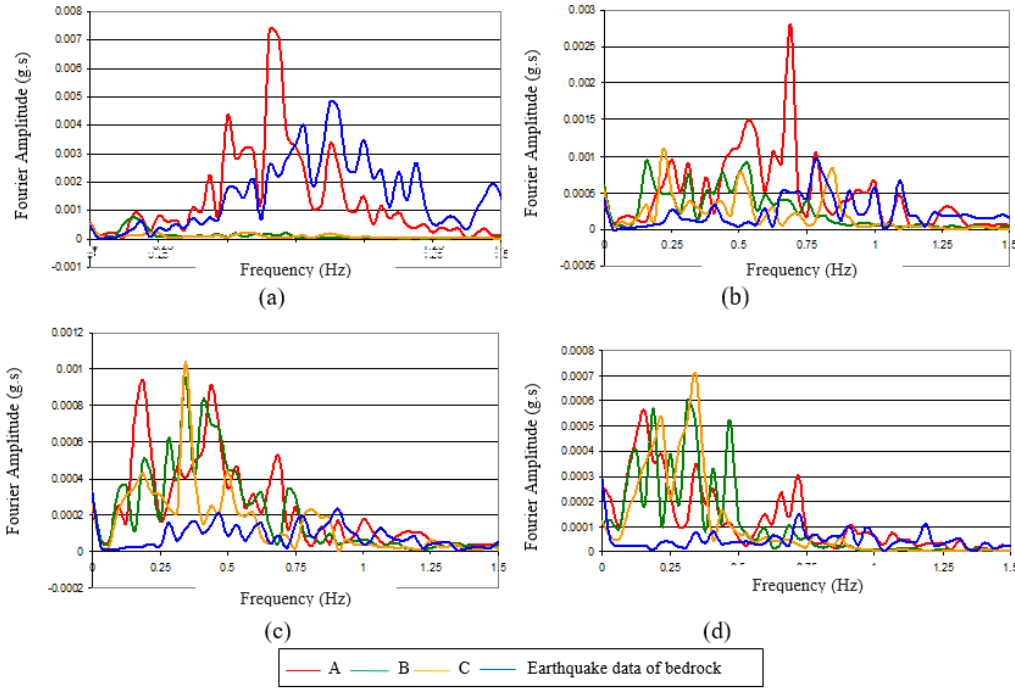 0.008
0.007
0.006
0.005
0.004
0.003
0.002
0.001
0
-0.001
Fourier Amplitude (g.s)
Frequency (Hz)
(a)
0.003
0.0025
0.002
0.0015
0.001
0.0005
0
-0.0005
Fourier Amplitude (g.s)
0 0.25 0.5 0.75 1 1.25 1.5
Frequency (Hz)
(b)
0.0012
0.001
0.0008
0.0006
0.0004
0.0002
0
-0.0002
Fourier Amplitude (g.s)
0 0.25 0.5 0.75 1 1.25 1.5
Frequency (Hz)
(c)
0.0008
0.0007
0.0006
0.0005
0.0004
0.0003
0.0002
0.0001
0
Fourier Amplitude (g.s)
0 0.25 0.5 1 1.25 1.5
Frequency (Hz)
(d)
A B C Earthquake data of bedrock